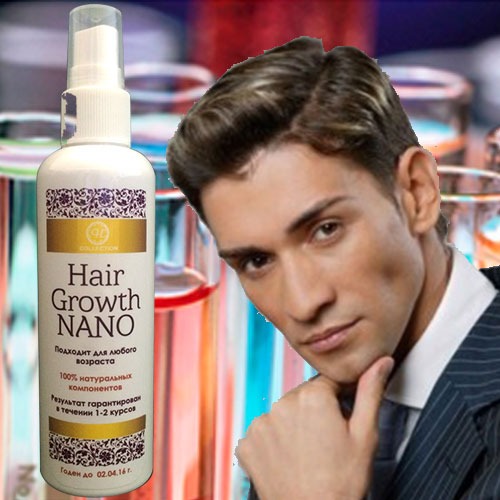 COLLECTION
Hair
Growth
NANO
Подходит для любого
возраста
100% натуральных
компонентов
Результат гарантирован
в течении 1-2 курсов
Годен до 02.04.16 г.